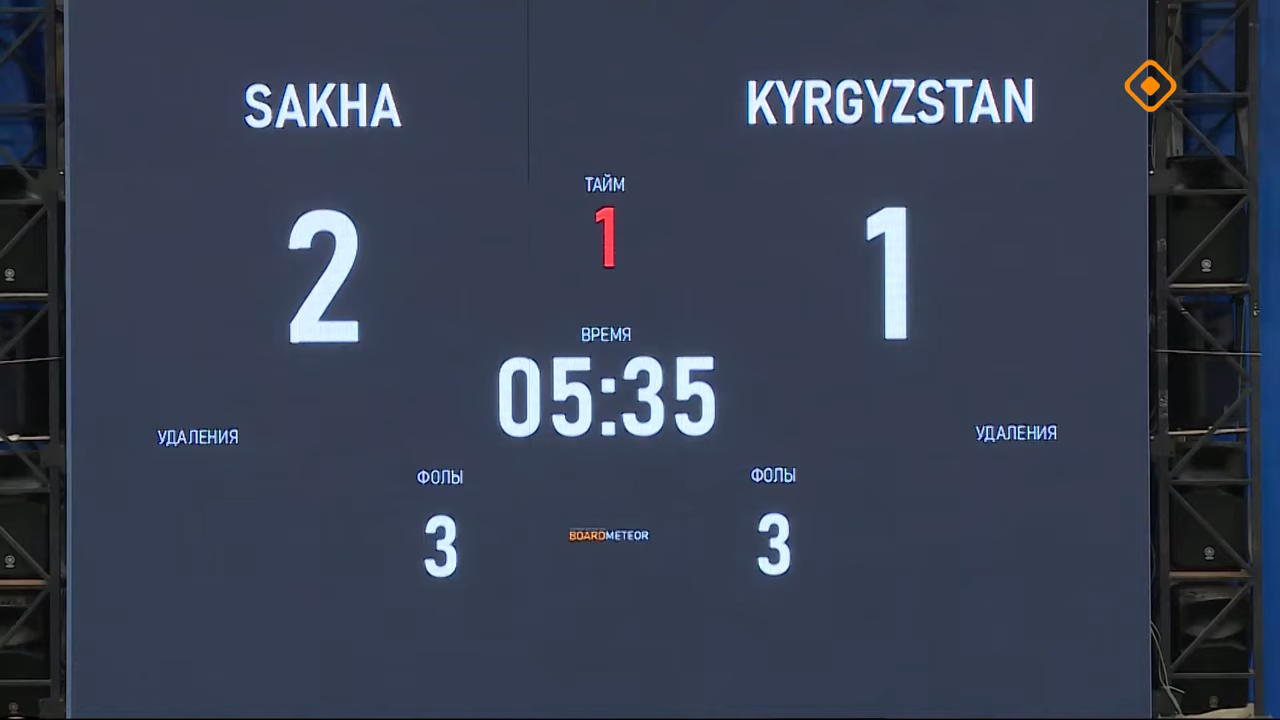 SAKHA
KYRGYZSTAN
ТАЙМ
2
1
1
ВРЕМЯ
05:35
УДАЛЕНИЯ
УДАЛЕНИЯ
ФОЛЫ
ФОЛЫ
3
BOARDMETEOR
3